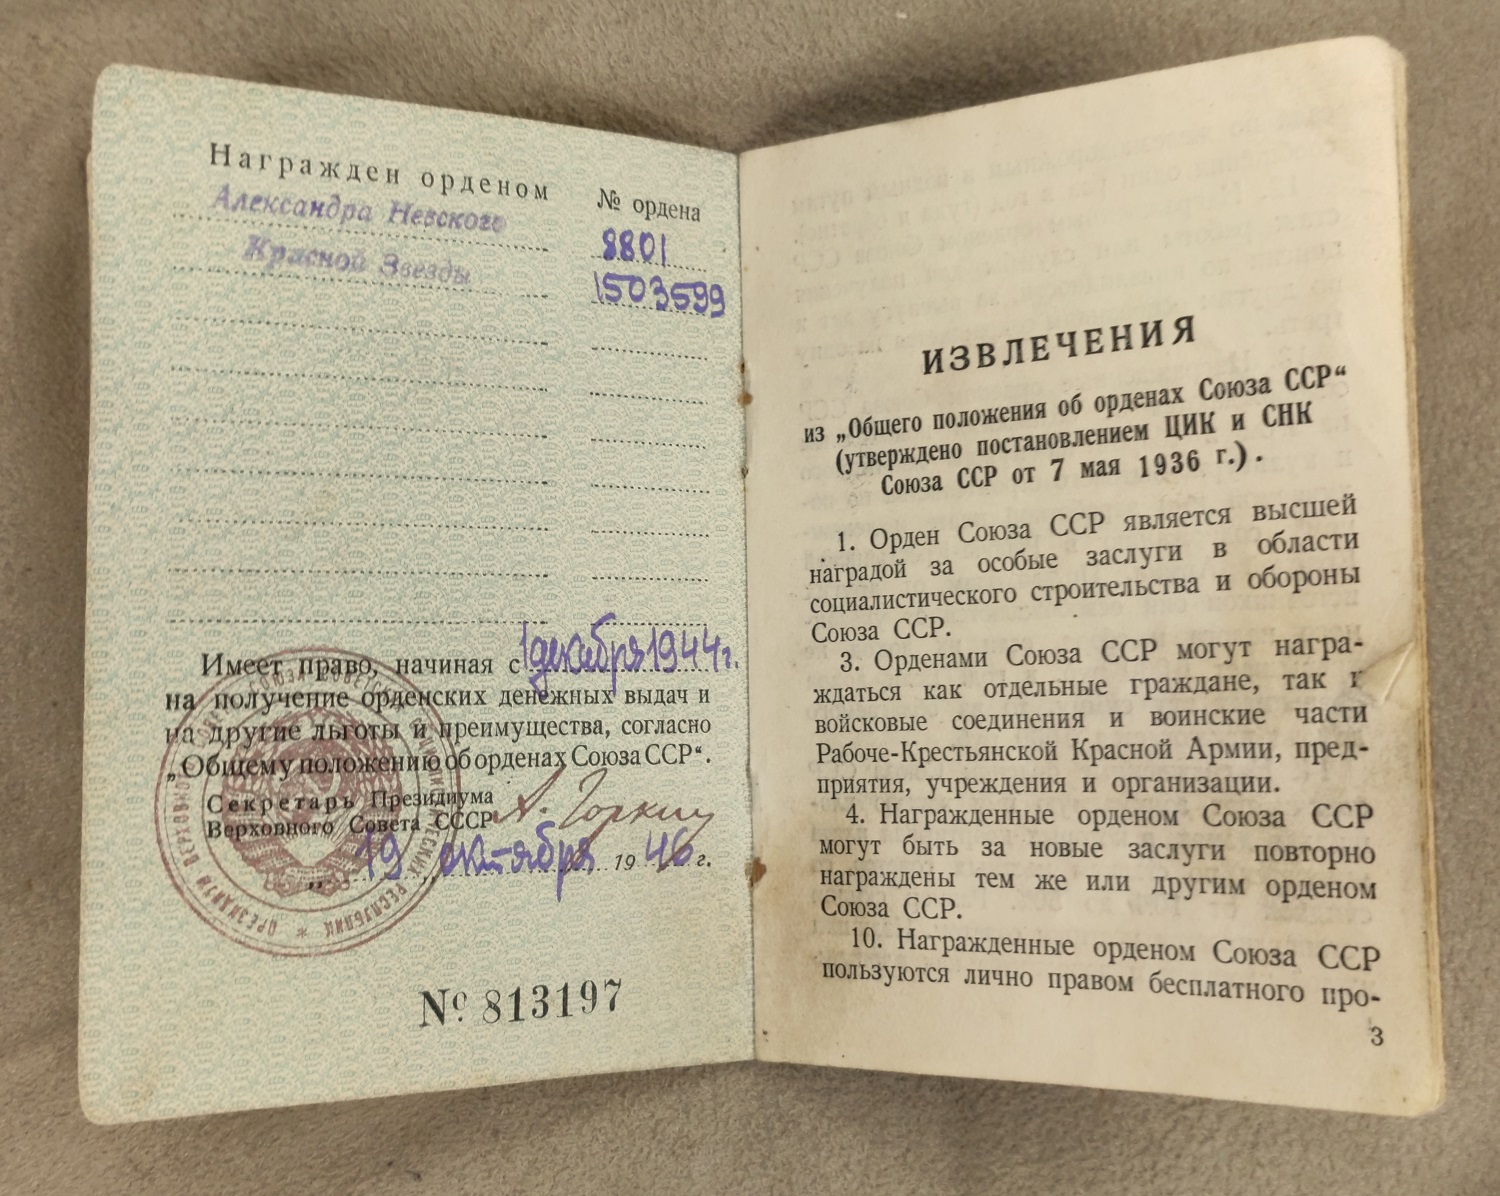 Награжден орденом
№ ордена
Александра Невского
8801
Красной Звезды
1503599
Имеет право, начиная с 1 декабря 1944 г.
на получение орденских денежных выдач и
на другие льготы и преимущества, согласно
„Общему положению об орденах Союза ССР“.
Секретарь Президиума
Верховного Совета СССР А. Горкин
„19„ октября 1946 г.
№ 813197
ИЗВЛЕЧЕНИЯ
из „Общего положения об орденах Союза ССР“
(утверждено постановлением ЦИК и СНК
Союза ССР от 7 мая 1936 г.).
1. Орден Союза ССР является высшей
наградой за особые заслуги в области
социалистического строительства и обороны
Союза ССР.
3. Орденами Союза ССР могут награ-
ждаться как отдельные граждане, так и
войсковые соединения и воинские части
Рабоче-Крестьянской Красной Армии, пред-
приятия, учреждения и организации.
4. Награжденные орденом Союза ССР
могут быть за новые заслуги повторно
награждены тем же или другим орденом
Союза ССР.
10. Награжденные орденом Союза ССР
пользуются лично правом бесплатного про-
3